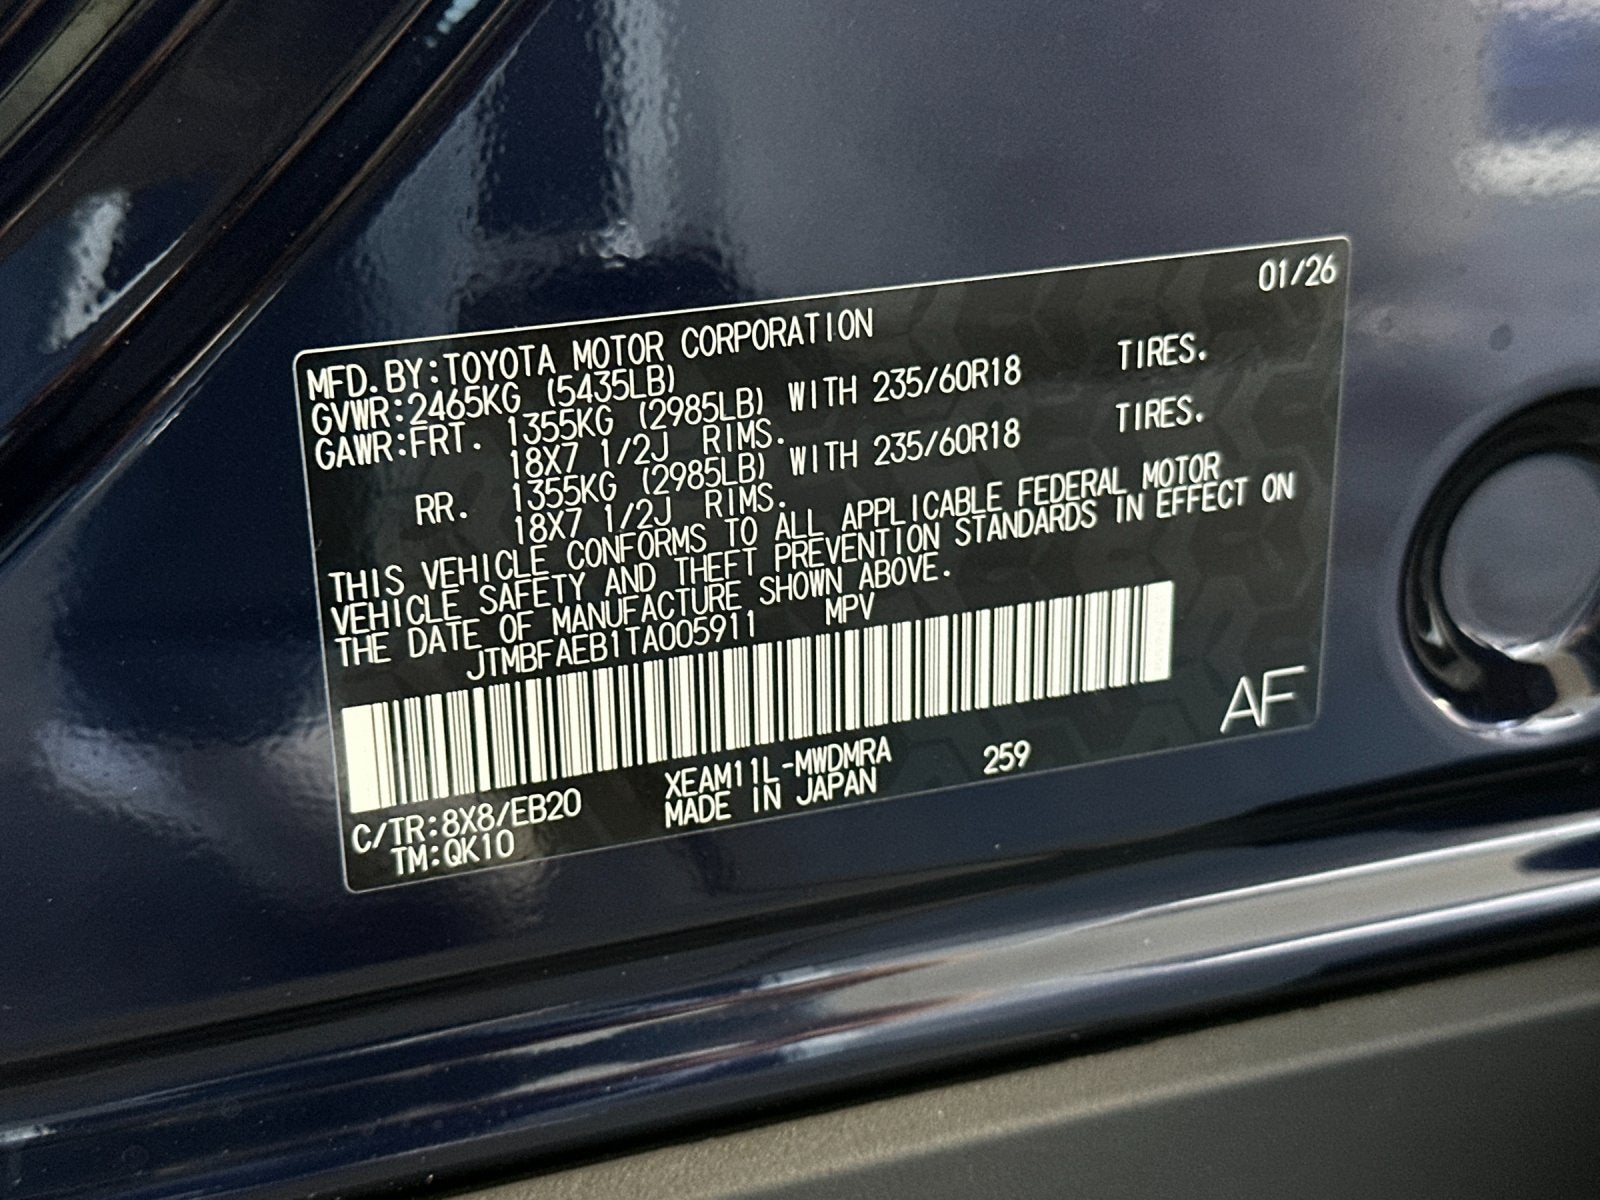 01/26
MFD. BY:TOYOTA MOTOR CORPORATION
GVWR:2465KG (5435LB)
GAWR:FRT. 1355KG (2985LB) WITH 235/60R18 TIRES.
18X7 1/2J RIMS.
RR. 1355KG (2985LB) WITH 235/60R18 TIRES.
18X7 1/2J RIMS.
THIS VEHICLE CONFORMS TO ALL APPLICABLE FEDERAL MOTOR
VEHICLE SAFETY AND THEFT PREVENTION STANDARDS IN EFFECT ON
THE DATE OF MANUFACTURE SHOWN ABOVE.
JTMBFAEB1TA005911 MPV
AF
C/TR:8X8/EB20 XEAM11L-MWDMRA 259
TM:QK10 MADE IN JAPAN